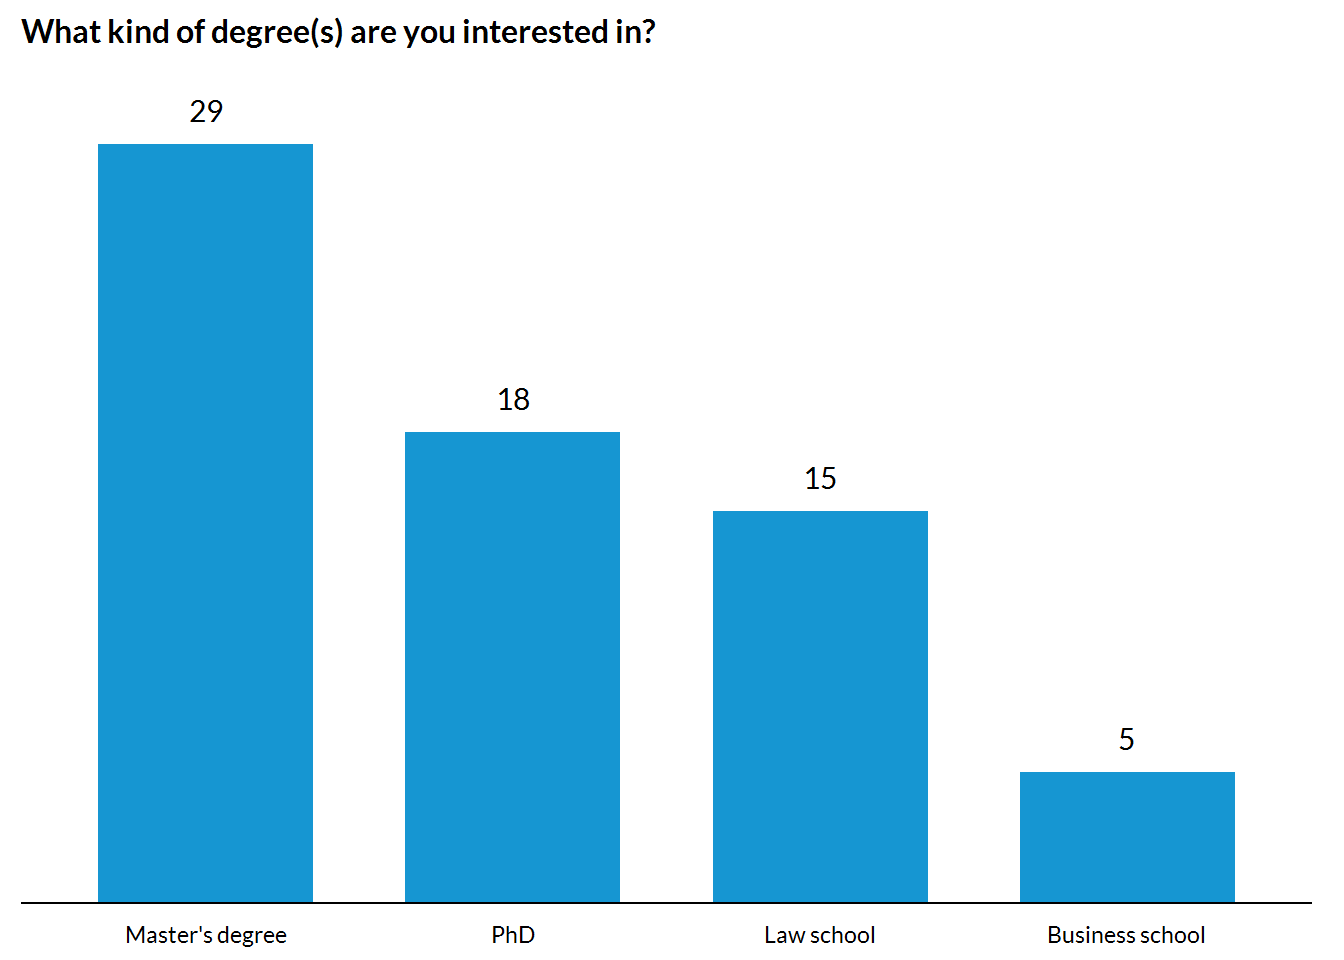 What kind of degree(s) are you interested in?
29
18
15
5
Master's degree PhD Law school Business school